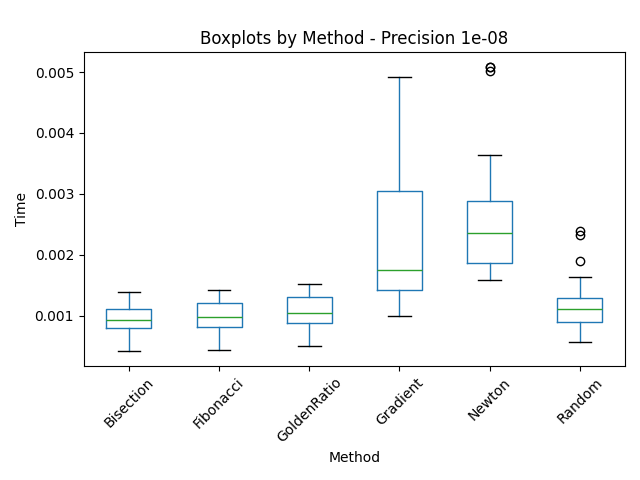 Boxplots by Method - Precision 1e-08
0.005
0.004
0.003
0.002
0.001
Time
Bisection
Fibonacci
GoldenRatio
Gradient
Newton
Random
Method